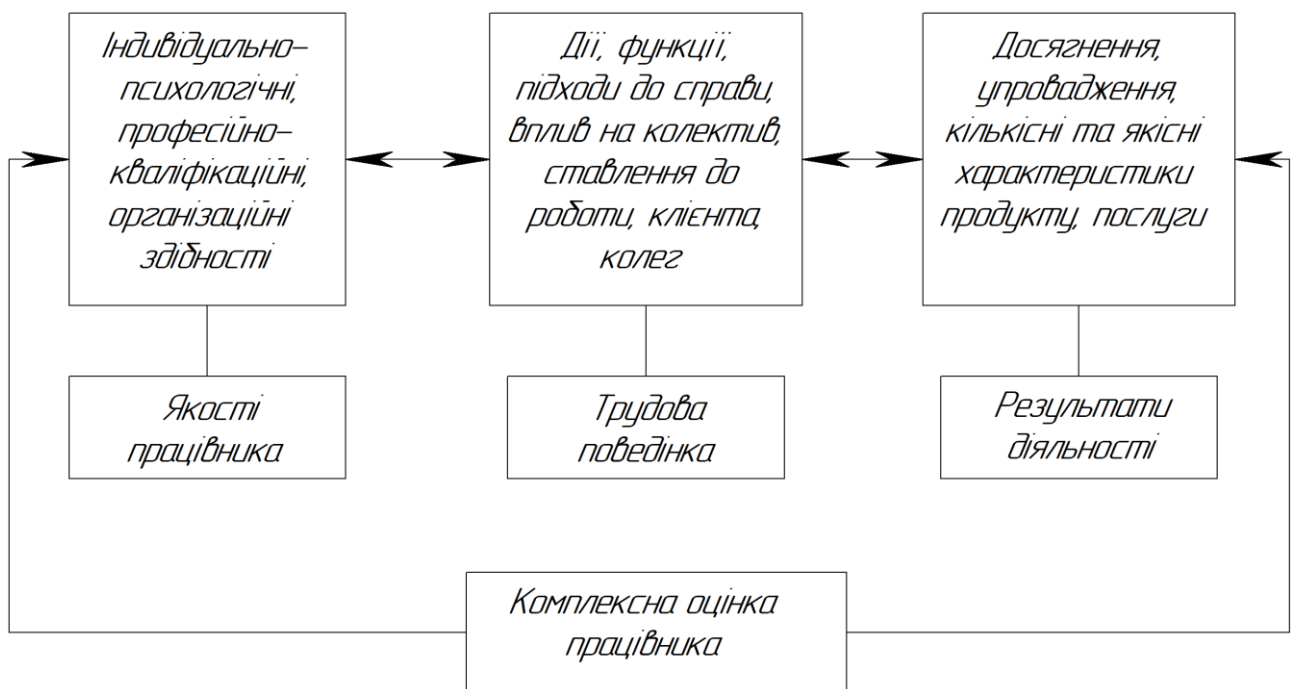 Індивідуально–
психологічні,
професійно–
кваліфікаційні,
організаційні
здібності
Дії, функції,
підходи до справи,
вплив на колектив,
ставлення до
роботи, клієнта,
колег
Досягнення,
упровадження,
кількісні та якісні
характеристики
продукту, послуги
Якості
працівника
Трудова
поведінка
Результати
діяльності
Комплексна оцінка
працівника